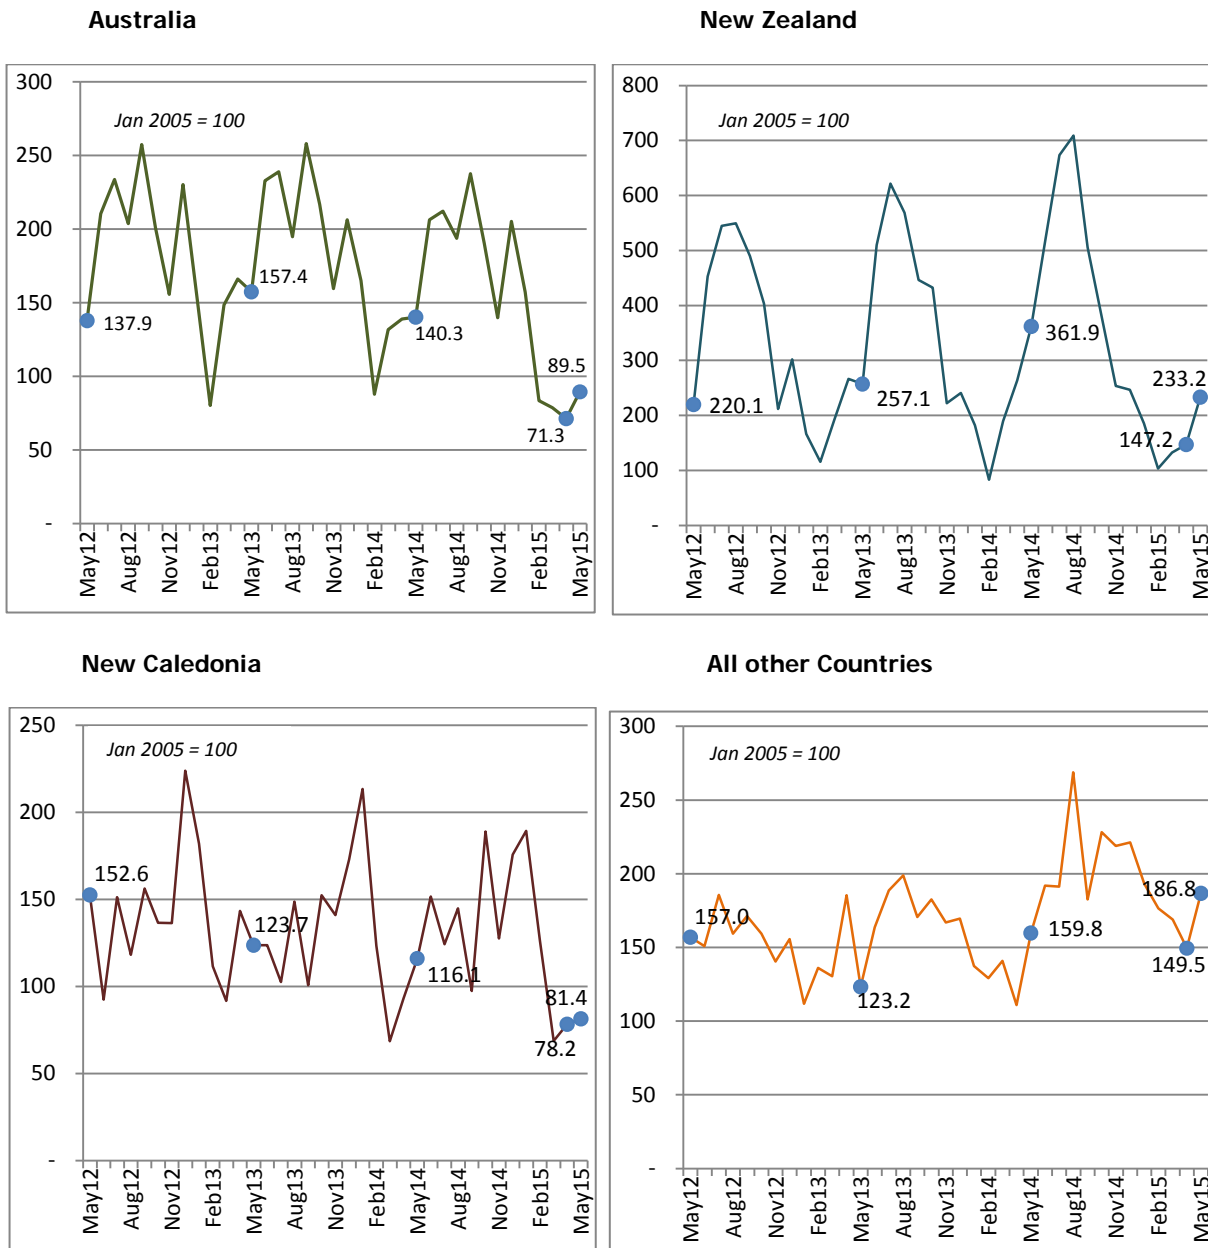 Australia
300
250
200
150
100
50
-
Jan 2005 = 100
137.9
157.4
140.3
89.5
71.3
May12
Aug12
Nov12
Feb13
May13
Aug13
Nov13
Feb14
May14
Aug14
Nov14
Feb15
May15
New Zealand
800
700
600
500
400
300
200
100
-
Jan 2005 = 100
220.1
257.1
361.9
233.2
147.2
May12
Aug12
Nov12
Feb13
May13
Aug13
Nov13
Feb14
May14
Aug14
Nov14
Feb15
May15
New Caledonia
250
200
150
100
50
-
Jan 2005 = 100
152.6
123.7
116.1
81.4
78.2
May12
Aug12
Nov12
Feb13
May13
Aug13
Nov13
Feb14
May14
Aug14
Nov14
Feb15
May15
All other Countries
300
250
200
150
100
50
-
Jan 2005 = 100
157.0
123.2
159.8
186.8
149.5
May12
Aug12
Nov12
Feb13
May13
Aug13
Nov13
Feb14
May14
Aug14
Nov14
Feb15
May15